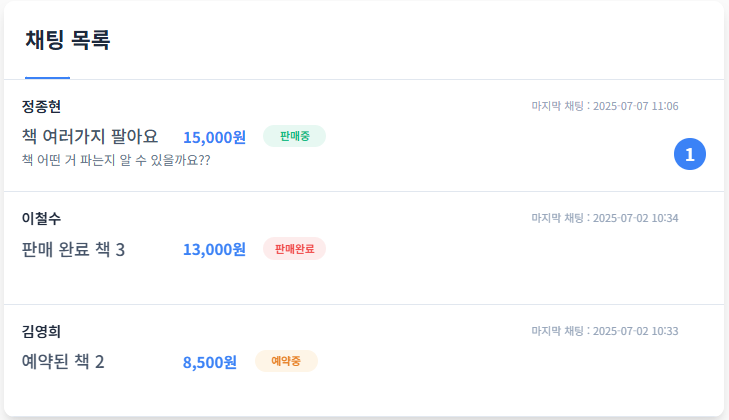 채팅 목록
정종현 마지막 채팅 : 2025-07-07 11:06
책 여러가지 팔아요 15,000원 판매중
책 어떤 거 파는지 알 수 있을까요??
1
이철수 마지막 채팅 : 2025-07-02 10:34
판매 완료 책 3 13,000원 판매완료
김영희 마지막 채팅 : 2025-07-02 10:33
예약된 책 2 8,500원 예약중